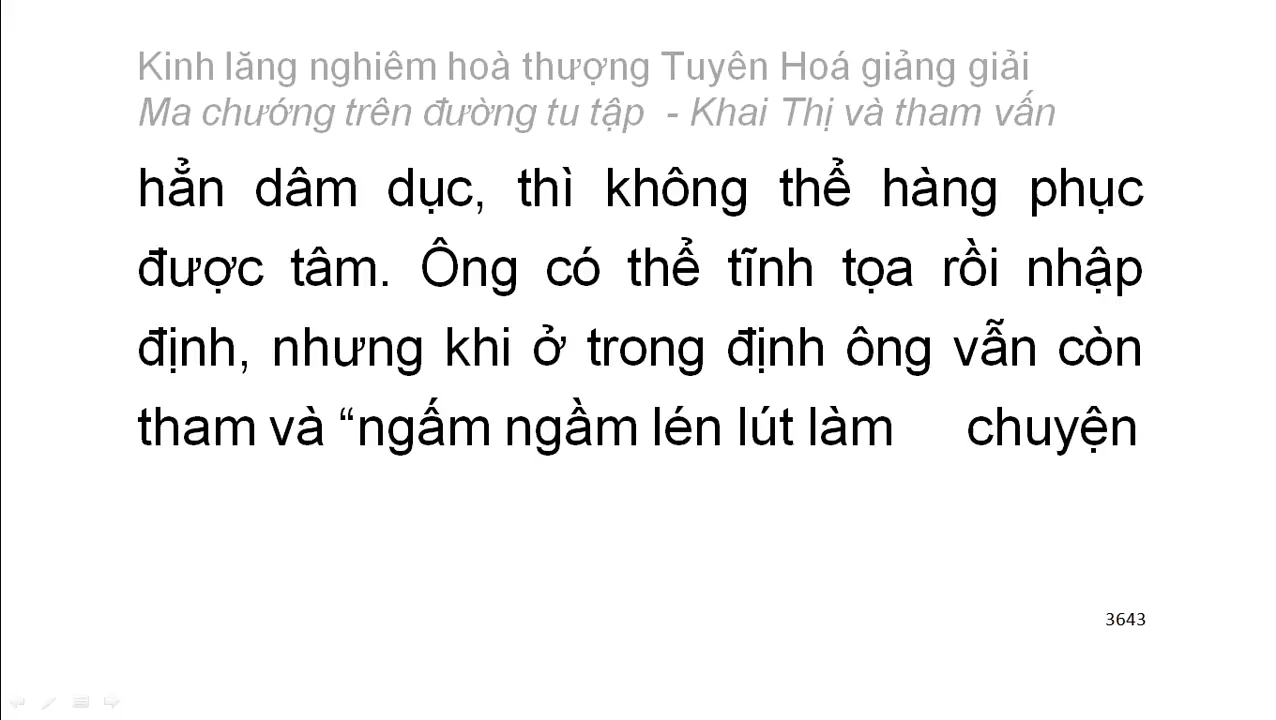 Kinh lăng nghiêm hoà thượng Tuyên Hoá giảng giải
Ma chướng trên đường tu tập - Khai Thị và tham vấn
hẳn dâm dục, thì không thể hàng phục
được tâm. Ông có thể tĩnh tọa rồi nhập
định, nhưng khi ở trong định ông vẫn còn
tham và “ngấm ngầm lén lút làm chuyện
3643